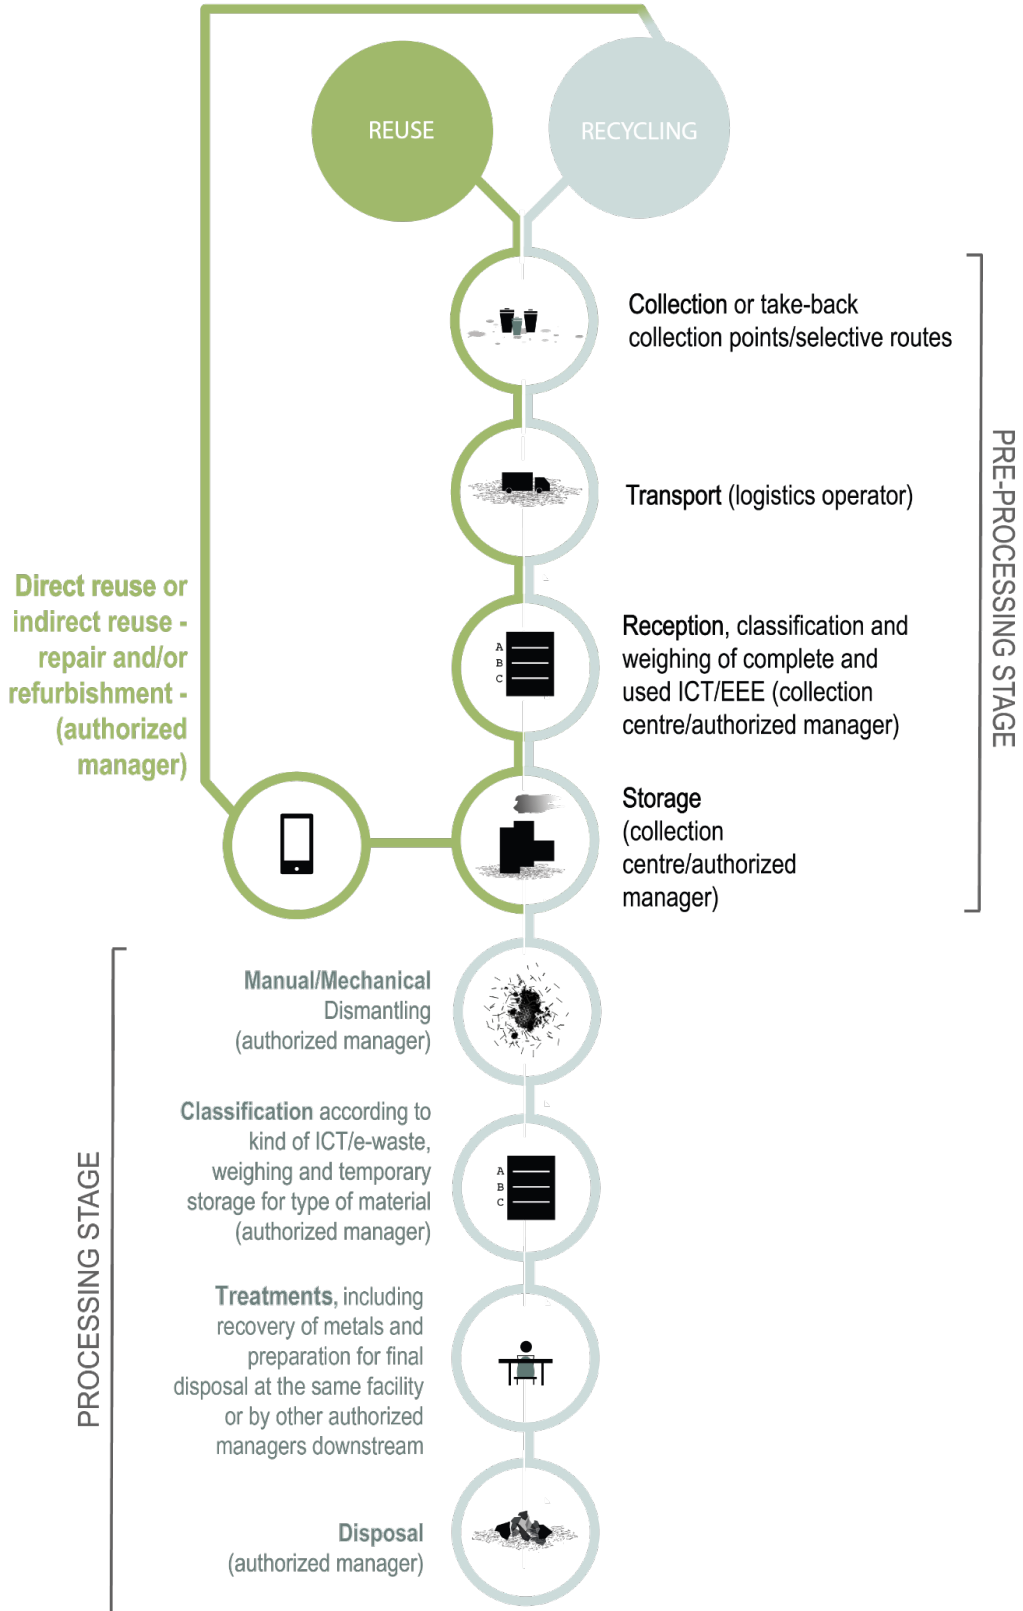 REUSE
RECYCLING
Collection or take-back
collection points/selective routes
Transport (logistics operator)
PRE-PROCESSING STAGE
Direct reuse or
indirect reuse -
repair and/or
refurbishment -
(authorized
manager)
A
B
C
Reception, classification and
weighing of complete and
used ICT/EEE (collection
centre/authorized manager)
Storage
(collection
centre/authorized
manager)
PROCESSING STAGE
Manual/Mechanical
Dismantling
(authorized manager)
Classification according to
kind of ICT/e-waste,
weighing and temporary
storage for type of material
(authorized manager)
A
B
C
Treatments, including
recovery of metals and
preparation for final
disposal at the same facility
or by other authorized
managers downstream
Disposal
(authorized manager)